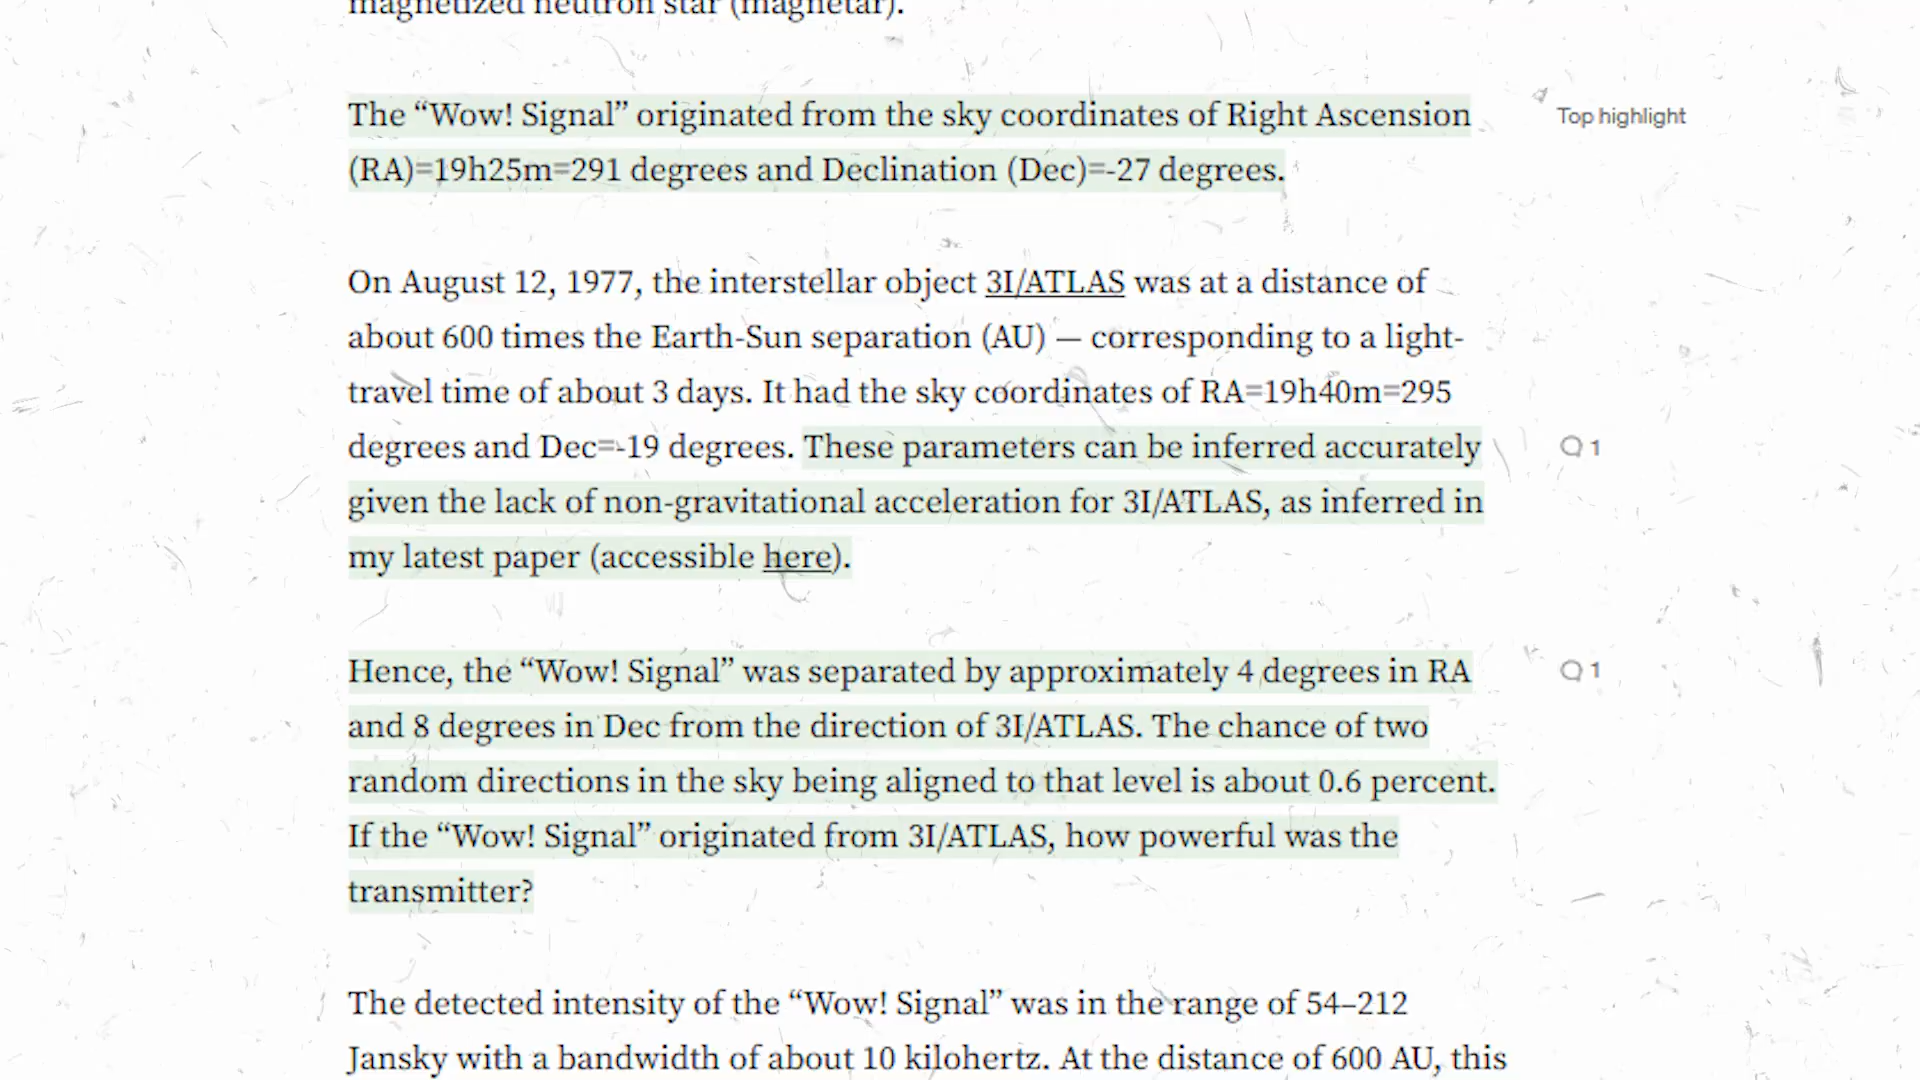 magnetized neutron star (magnetar).
The “Wow! Signal” originated from the sky coordinates of Right Ascension
(RA)=19h25m=291 degrees and Declination (Dec)=-27 degrees.
Top highlight
On August 12, 1977, the interstellar object 3I/ATLAS was at a distance of
about 600 times the Earth-Sun separation (AU) — corresponding to a light-
travel time of about 3 days. It had the sky coordinates of RA=19h40m=295
degrees and Dec=-19 degrees. These parameters can be inferred accurately
1
given the lack of non-gravitational acceleration for 3I/ATLAS, as inferred in
my latest paper (accessible here).
Hence, the “Wow! Signal” was separated by approximately 4 degrees in RA
1
and 8 degrees in Dec from the direction of 3I/ATLAS. The chance of two
random directions in the sky being aligned to that level is about 0.6 percent.
If the “Wow! Signal” originated from 3I/ATLAS, how powerful was the
transmitter?
The detected intensity of the “Wow! Signal” was in the range of 54–212
Jansky with a bandwidth of about 10 kilohertz. At the distance of 600 AU, this